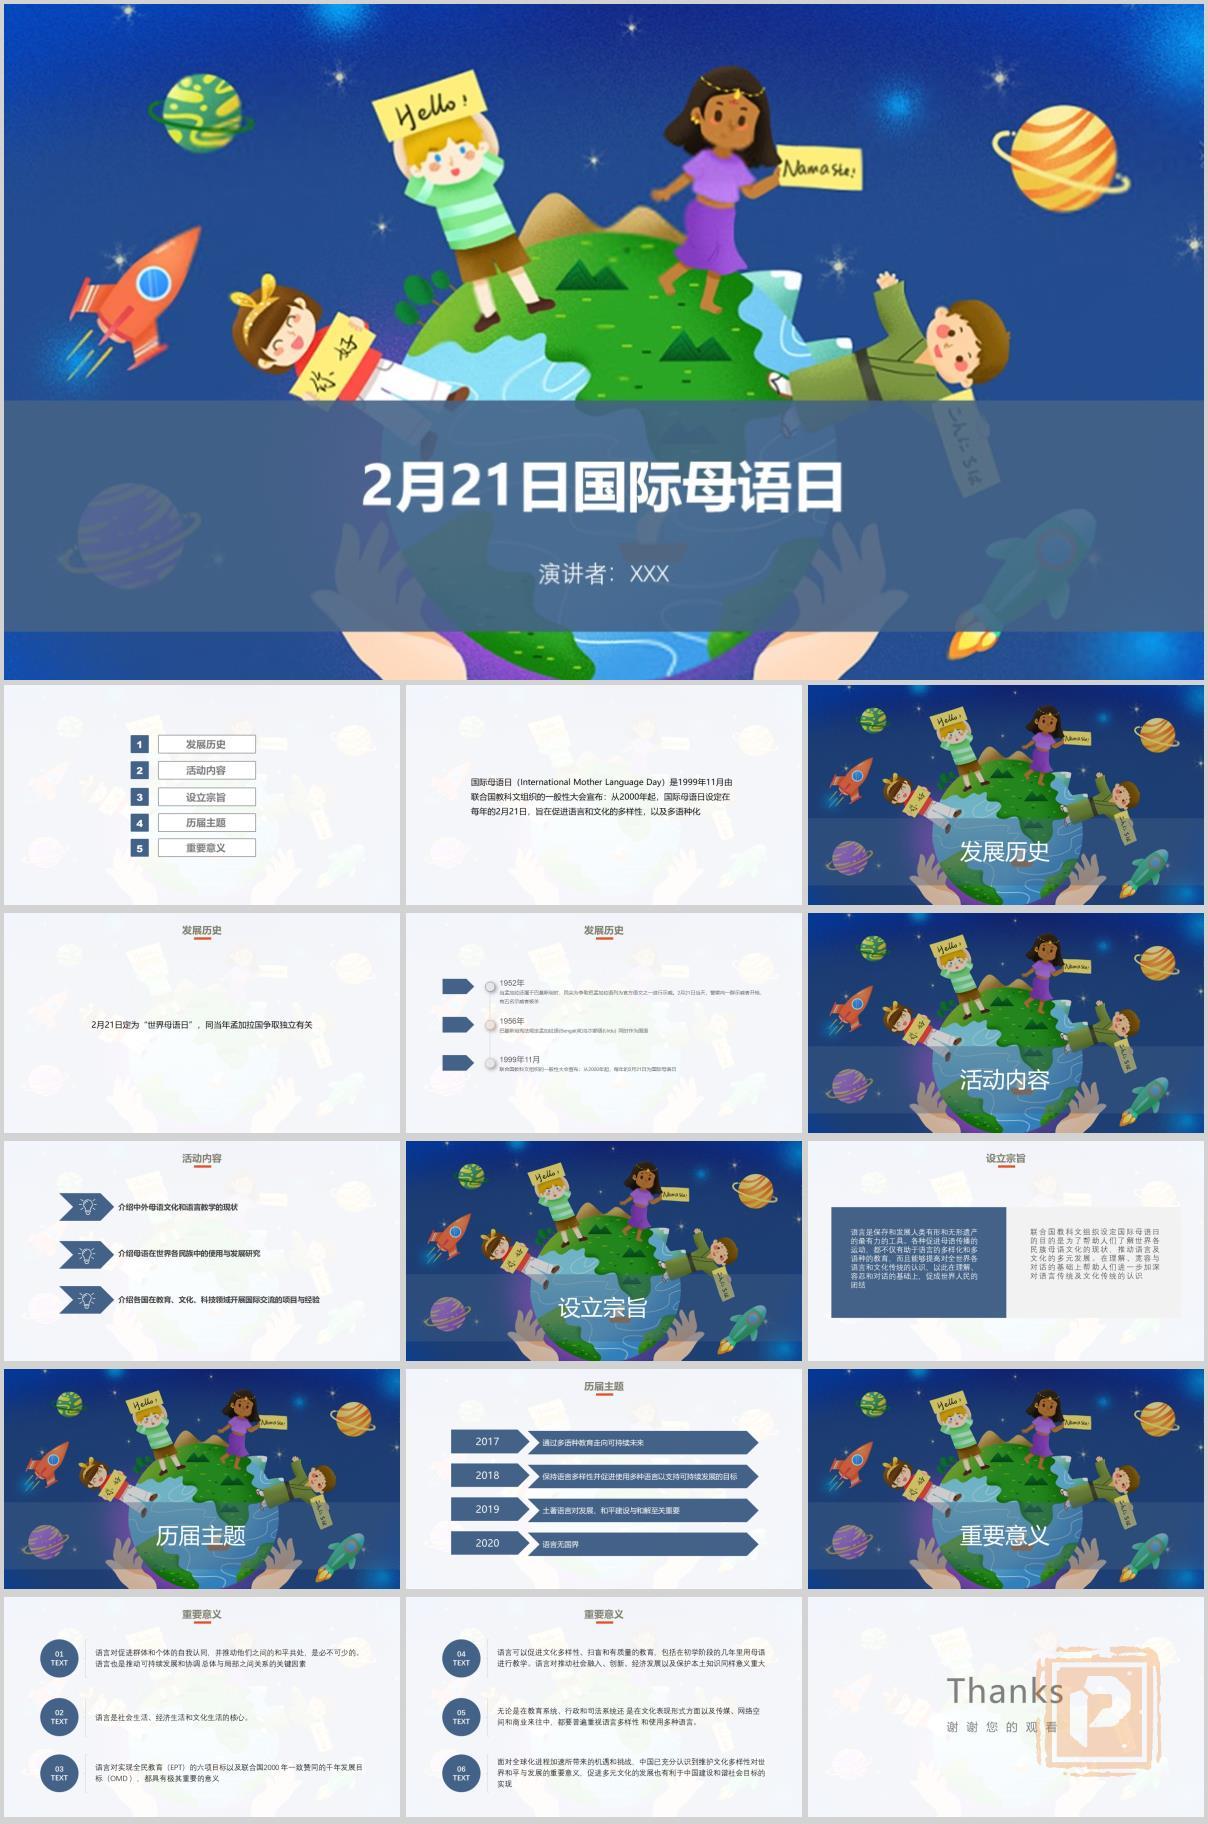 Hello!
Namaste!
你好
こんにちは
2月21日国际母语日
演讲者：XXX
1 发展历史
2 活动内容
3 设立宗旨
4 历届主题
5 重要意义
国际母语日（International Mother Language Day）是1999年11月由
联合国教科文组织的一般性大会宣布：从2000年起，国际母语日设定在
每年的2月21日，旨在促进语言和文化的多样性，以及多语种化
Hello!
Namaste!
发展历史
发展历史
2月21日定为“世界母语日”，同当年孟加拉国争取独立有关
发展历史
1952年
1956年
1999年11月
联合国教科文组织的一般性大会宣布：从2000年起，每年的2月21日为国际母语日
Hello!
Namaste!
活动内容
活动内容
介绍中外母语文化和语言教学的现状
介绍母语在世界各民族中的使用与发展研究
介绍各国在教育、文化、科技领域开展国际交流的项目与经验
Hello!
Namaste!
设立宗旨
设立宗旨
语言是保存和发展人类有形和无形遗产
的最有力的工具。各种促进母语传播的
运动，都不仅有助于语言的多样化和多
语种的教育，而且能够提高对全世界各
语言和文化传统的认识，以此在理解、
容忍和对话的基础上，促成世界人民的
团结
联合国教科文组织设定国际母语日
的目的是为了帮助人们了解世界各
民族母语文化的现状，推动语言及
文化的多元发展。在理解、宽容与
对话的基础上帮助人们进一步加深
对语言传统及文化传统的认识
Hello!
Namaste!
历届主题
历届主题
2017 通过多语种教育走向可持续未来
2018 保持语言多样性并促进使用多种语言以支持可持续发展的目标
2019 土著语言对发展、和平建设与和解至关重要
2020 语言无国界
Hello!
Namaste!
重要意义
重要意义
01 TEXT
语言对促进群体和个体的自我认同，并推动他们之间的和平共处，是必不可少的。
语言也是推动可持续发展和协调 总体与局部之间关系的关键因素
02 TEXT
语言是社会生活、经济生活和文化生活的核心。
03 TEXT
语言对实现全民教育（EPT）的六项目标以及联合国2000 年一致赞同的千年发展目
标（OMD ），都具有极其重要的意义
重要意义
04 TEXT
语言可以促进文化多样性、扫盲和有质量的教育，包括在初学阶段的几年里用母语
进行教学。语言对推动社会融入、创新、经济发展以及保护本土知识同样意义重大
05 TEXT
无论是在教育系统、行政和司法系统还 是在文化表现形式方面以及传媒、网络空
间和商业来往中，都要普遍重视语言多样性 和使用多种语言。
06 TEXT
面对全球化进程加速所带来的机遇和挑战，中国已充分认识到维护文化多样性对世
界和平与发展的重要意义，促进多元文化的发展也有利于中国建设和谐社会目标的
实现
Thanks
谢谢您的观看